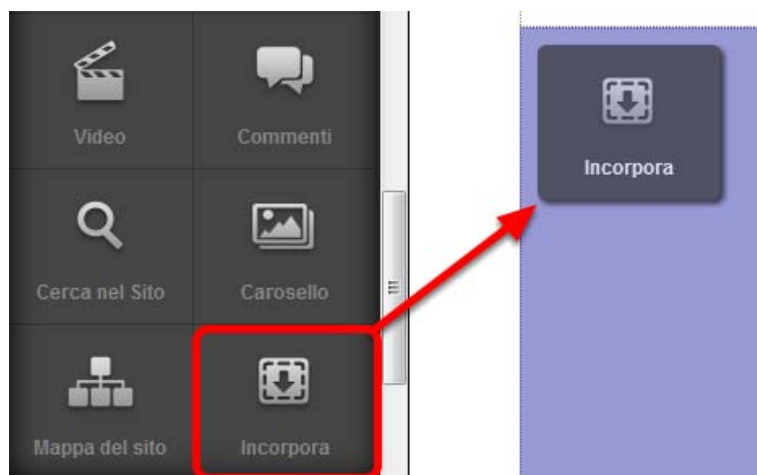 Video
Commenti
Cerca nel Sito
Carosello
Mappa del sito
Incorpora
Incorpora